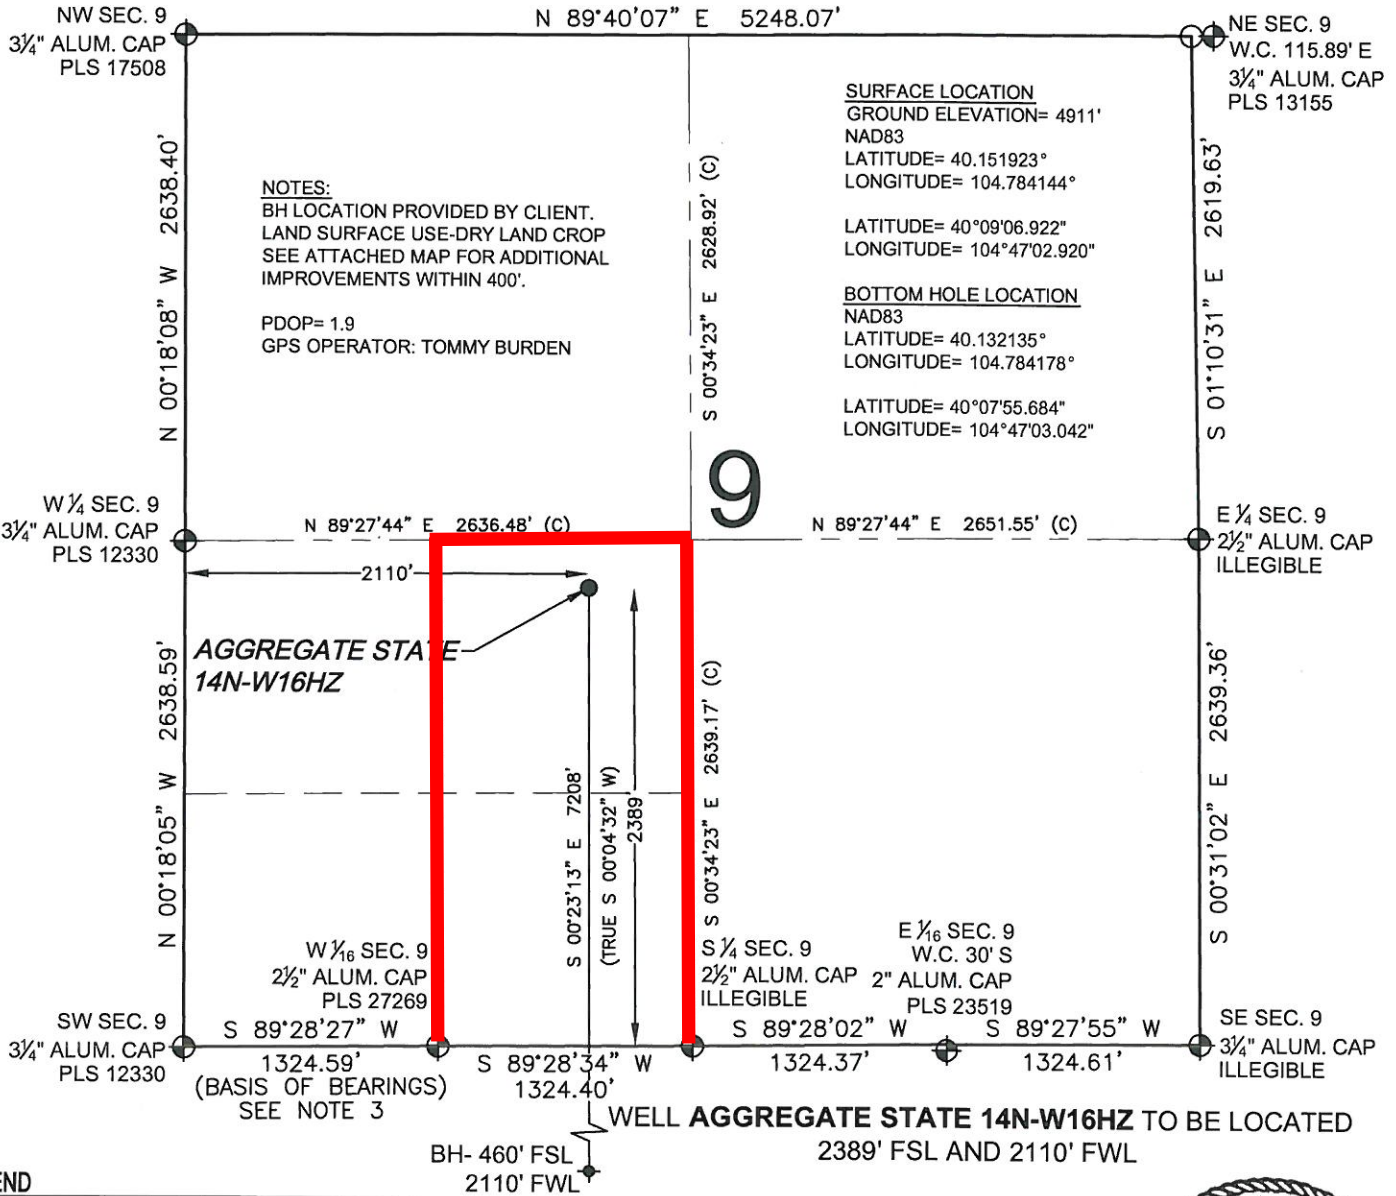 NW SEC. 9
3¼" ALUM. CAP
PLS 17508
N 89°40'07" E 5248.07'
NE SEC. 9
W.C. 115.89' E
3¼" ALUM. CAP
PLS 13155
SURFACE LOCATION
GROUND ELEVATION= 4911'
NAD83
LATITUDE= 40.151923°
LONGITUDE= 104.784144°
LATITUDE= 40°09'06.922"
LONGITUDE= 104°47'02.920"
BOTTOM HOLE LOCATION
NAD83
LATITUDE= 40.132135°
LONGITUDE= 104.784178°
LATITUDE= 40°07'55.684"
LONGITUDE= 104°47'03.042"
NOTES:
BH LOCATION PROVIDED BY CLIENT.
LAND SURFACE USE-DRY LAND CROP
SEE ATTACHED MAP FOR ADDITIONAL
IMPROVEMENTS WITHIN 400'.
PDOP= 1.9
GPS OPERATOR: TOMMY BURDEN
N 00°18'08" W 2638.40'
S 00°34'23" E 2628.92' (C)
S 01°10'31" E 2619.63'
9
W ¼ SEC. 9
3¼" ALUM. CAP
PLS 12330
N 89°27'44" E 2636.48' (C)
N 89°27'44" E 2651.55' (C)
E ¼ SEC. 9
2½" ALUM. CAP
ILLEGIBLE
2110'
AGGREGATE STATE
14N-W16HZ
N 00°18'05" W 2638.59'
S 00°23'13" E 7208'
(TRUE S 00°04'32" W)
2389'
S 00°34'23" E 2639.17' (C)
S 00°31'02" E 2639.36'
W 1⁄16 SEC. 9
2½" ALUM. CAP
PLS 27269
S ¼ SEC. 9
2½" ALUM. CAP
ILLEGIBLE
E 1⁄16 SEC. 9
W.C. 30' S
2" ALUM. CAP
PLS 23519
SW SEC. 9
3¼" ALUM. CAP
PLS 12330
S 89°28'27" W
1324.59'
(BASIS OF BEARINGS)
SEE NOTE 3
S 89°28'34" W
1324.40'
S 89°28'02" W
1324.37'
S 89°27'55" W
1324.61'
SE SEC. 9
3¼" ALUM. CAP
ILLEGIBLE
WELL AGGREGATE STATE 14N-W16HZ TO BE LOCATED
2389' FSL AND 2110' FWL
BH- 460' FSL
2110' FWL
END